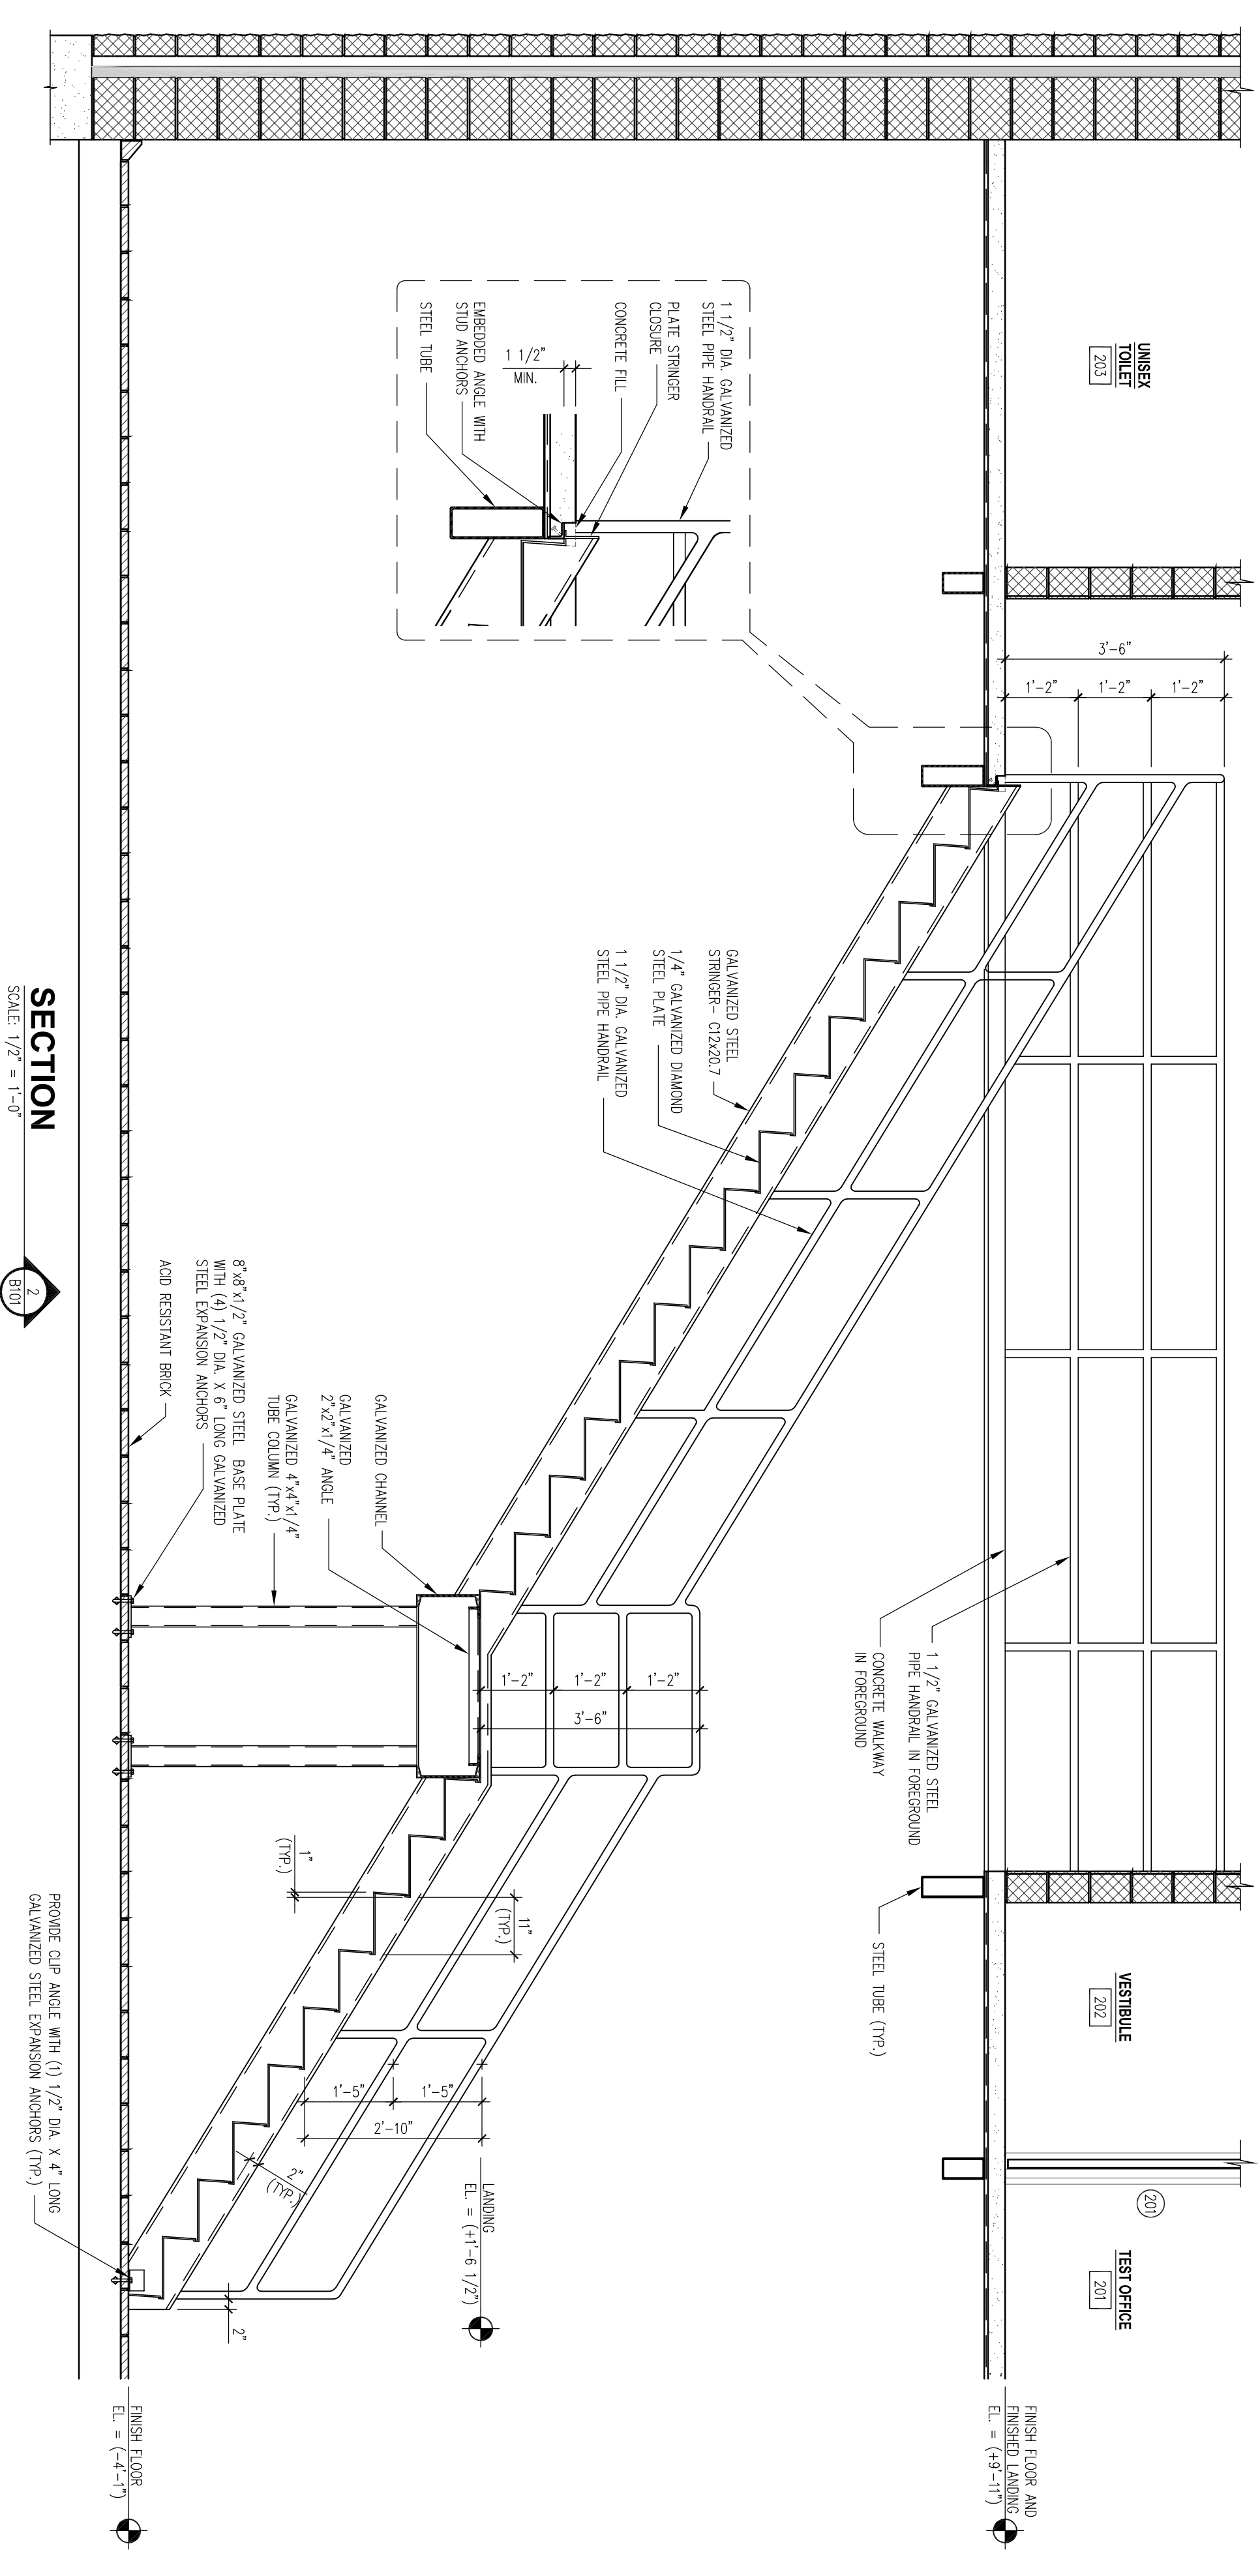 UNISEX
TOILET
203
VESTIBULE
202
TEST OFFICE
201
201
3'-6"
1'-2"
1'-2"
1'-2"
1 1/2" DIA. GALVANIZED
STEEL PIPE HANDRAIL
PLATE STRINGER
CLOSURE
CONCRETE FILL
1 1/2"
MIN.
EMBEDDED ANGLE WITH
STUD ANCHORS
STEEL TUBE
GALVANIZED STEEL
STRINGER- C12x20.7
1/4" GALVANIZED DIAMOND
STEEL PLATE
1 1/2" DIA. GALVANIZED
STEEL PIPE HANDRAIL
1 1/2" GALVANIZED STEEL
PIPE HANDRAIL IN FOREGROUND
CONCRETE WALKWAY
IN FOREGROUND
STEEL TUBE (TYP.)
FINISH FLOOR AND
FINISHED LANDING
EL. = (+9'-11")
1'-2"
1'-2"
1'-2"
3'-6"
GALVANIZED CHANNEL
GALVANIZED
2"x2"x1/4" ANGLE
GALVANIZED 4"x4"x1/4"
TUBE COLUMN (TYP.)
8"x8"x1/2" GALVANIZED STEEL BASE PLATE
WITH (4) 1/2" DIA. X 6" LONG GALVANIZED
STEEL EXPANSION ANCHORS
ACID RESISTANT BRICK
11"
(TYP.)
1"
(TYP.)
1'-5"
1'-5"
2'-10"
2"
(TYP.)
2"
LANDING
EL. = (+1'-6 1/2")
PROVIDE CLIP ANGLE WITH (1) 1/2" DIA. X 4" LONG
GALVANIZED STEEL EXPANSION ANCHORS (TYP.)
FINISH FLOOR
EL. = (-4'-1")
SECTION
SCALE: 1/2" = 1'-0"
2
B101